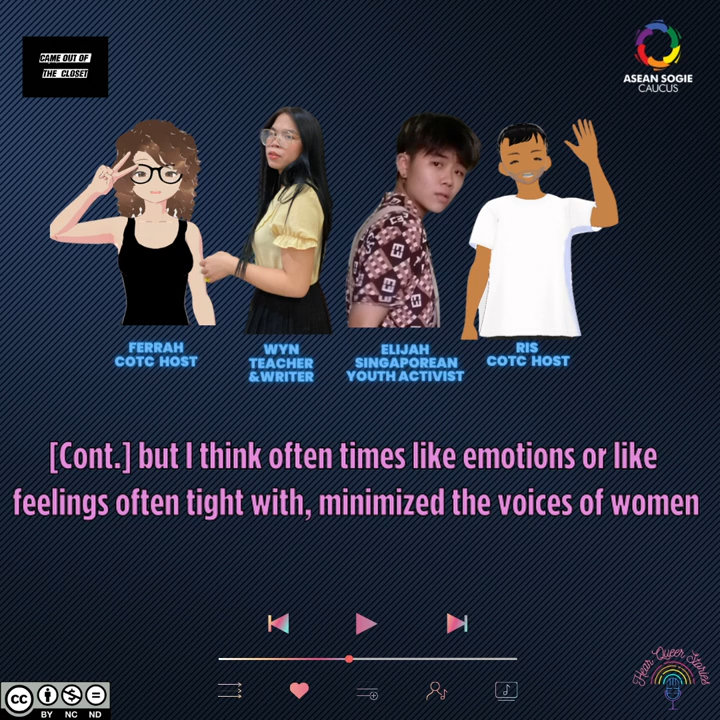 CAME OUT OF
THE CLOSET
ASEAN SOGIE
CAUCUS
FERRAH
COTC HOST
WYN
TEACHER
&WRITER
ELIJAH
SINGAPOREAN
YOUTH ACTIVIST
RIS
COTC HOST
[Cont.] but I think often times like emotions or like
feelings often tight with, minimized the voices of women
Hear Queer Stories
cc
BY NC ND